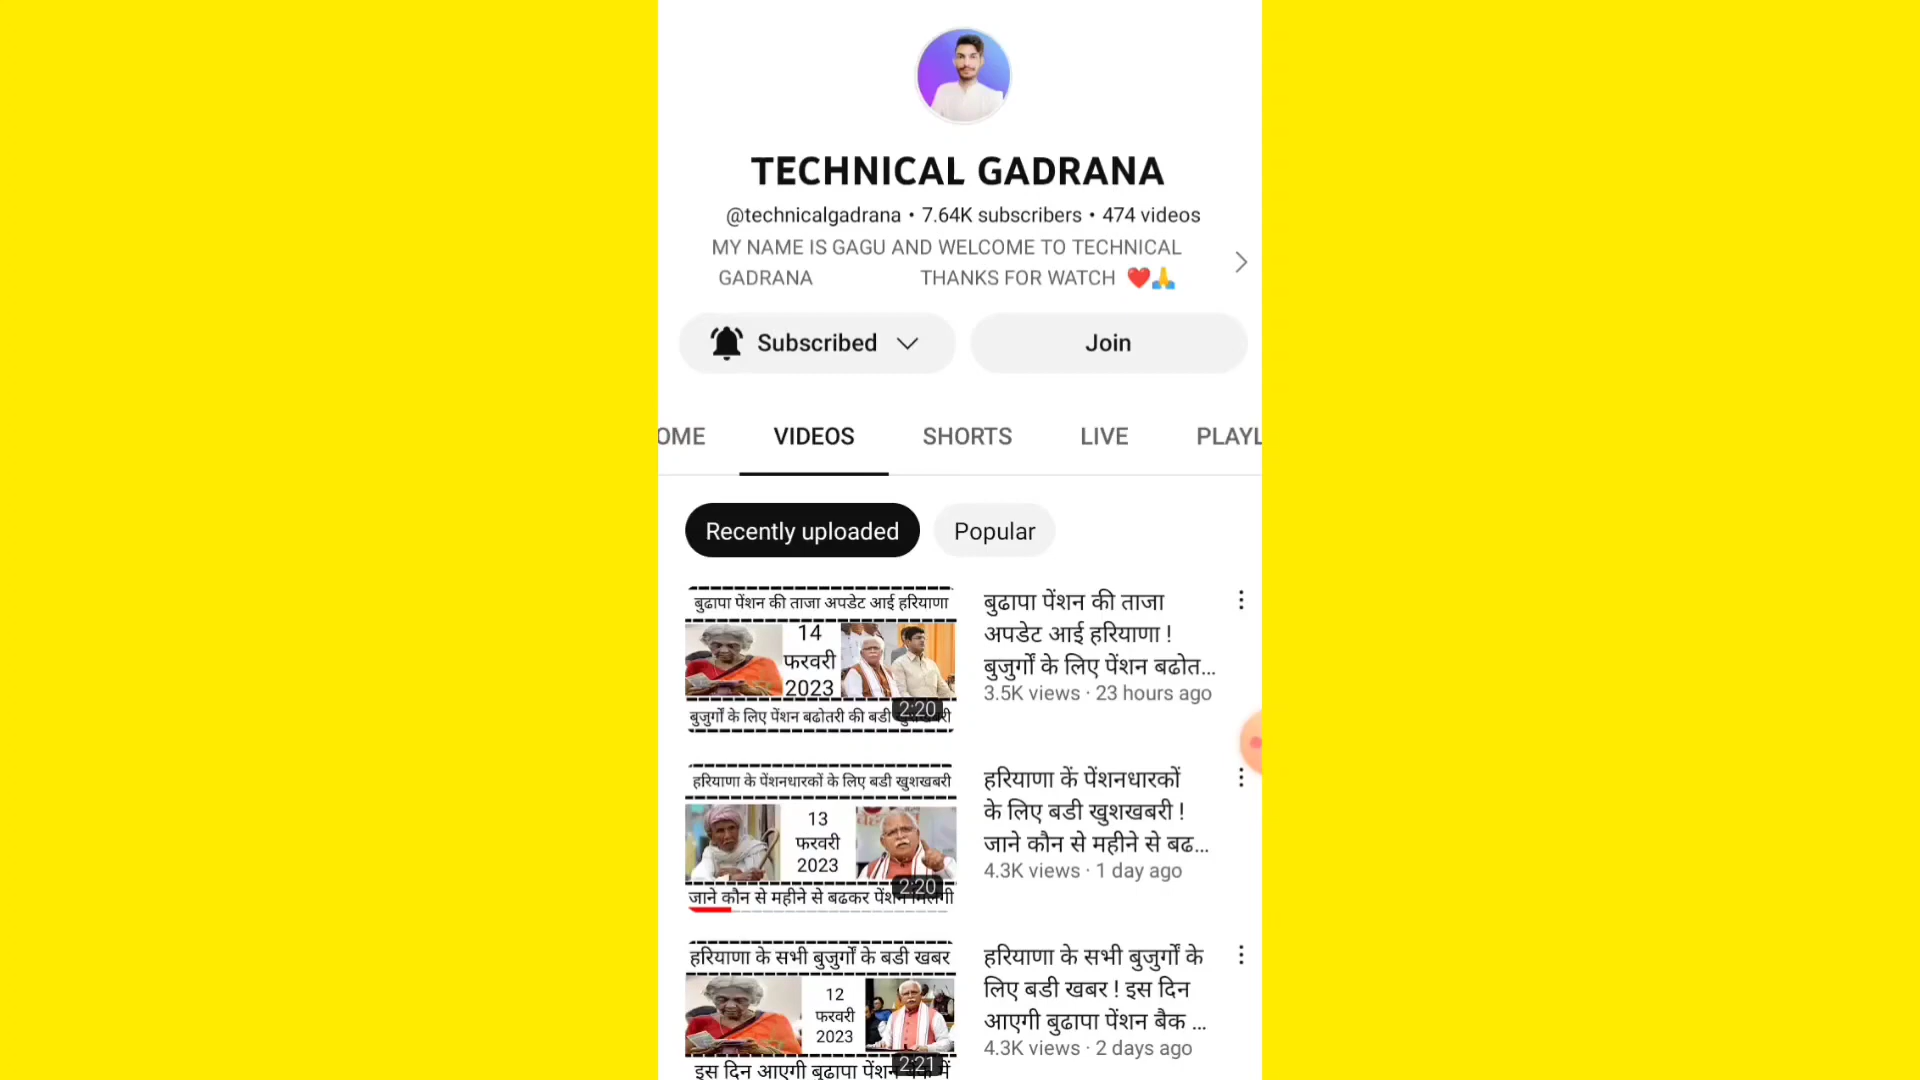 TECHNICAL GADRANA
@technicalgadrana • 7.64K subscribers • 474 videos
MY NAME IS GAGU AND WELCOME TO TECHNICAL
GADRANA THANKS FOR WATCH ❤️🙏
Subscribed
Join
OME VIDEOS SHORTS LIVE PLAYL
Recently uploaded
Popular
बुढापा पेंशन की ताजा अपडेट आई हरियाणा
14
फरवरी
2023
2:20
बुजुर्गों के लिए पेंशन बढोतरी की बडी
बुढापा पेंशन की ताजा
अपडेट आई हरियाणा !
बुजुर्गों के लिए पेंशन बढोत...
3.5K views · 23 hours ago
हरियाणा के पेंशनधारकों के लिए बडी खुशखबरी
13
फरवरी
2023
2:20
जाने कौन से महीने से बढकर पेंशन मिलेगी
हरियाणा कें पेंशनधारकों
के लिए बडी खुशखबरी !
जाने कौन से महीने से बढ...
4.3K views · 1 day ago
हरियाणा के सभी बुजुर्गों के बडी खबर
12
फरवरी
2023
2:21
इस दिन आएगी बुढापा पेंशन बैंक में
हरियाणा के सभी बुजुर्गों के
लिए बडी खबर ! इस दिन
आएगी बुढापा पेंशन बैक ...
4.3K views · 2 days ago